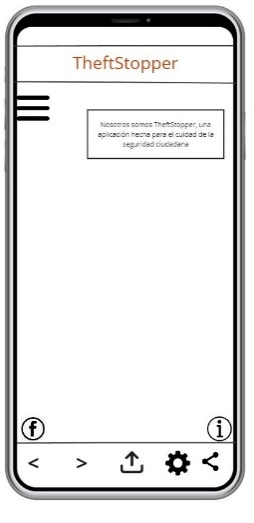 TheftStopper
Nosotros somos TheftStopper, una
aplicación hecha para el cuidad de la
seguridad ciudadana
f i
< >